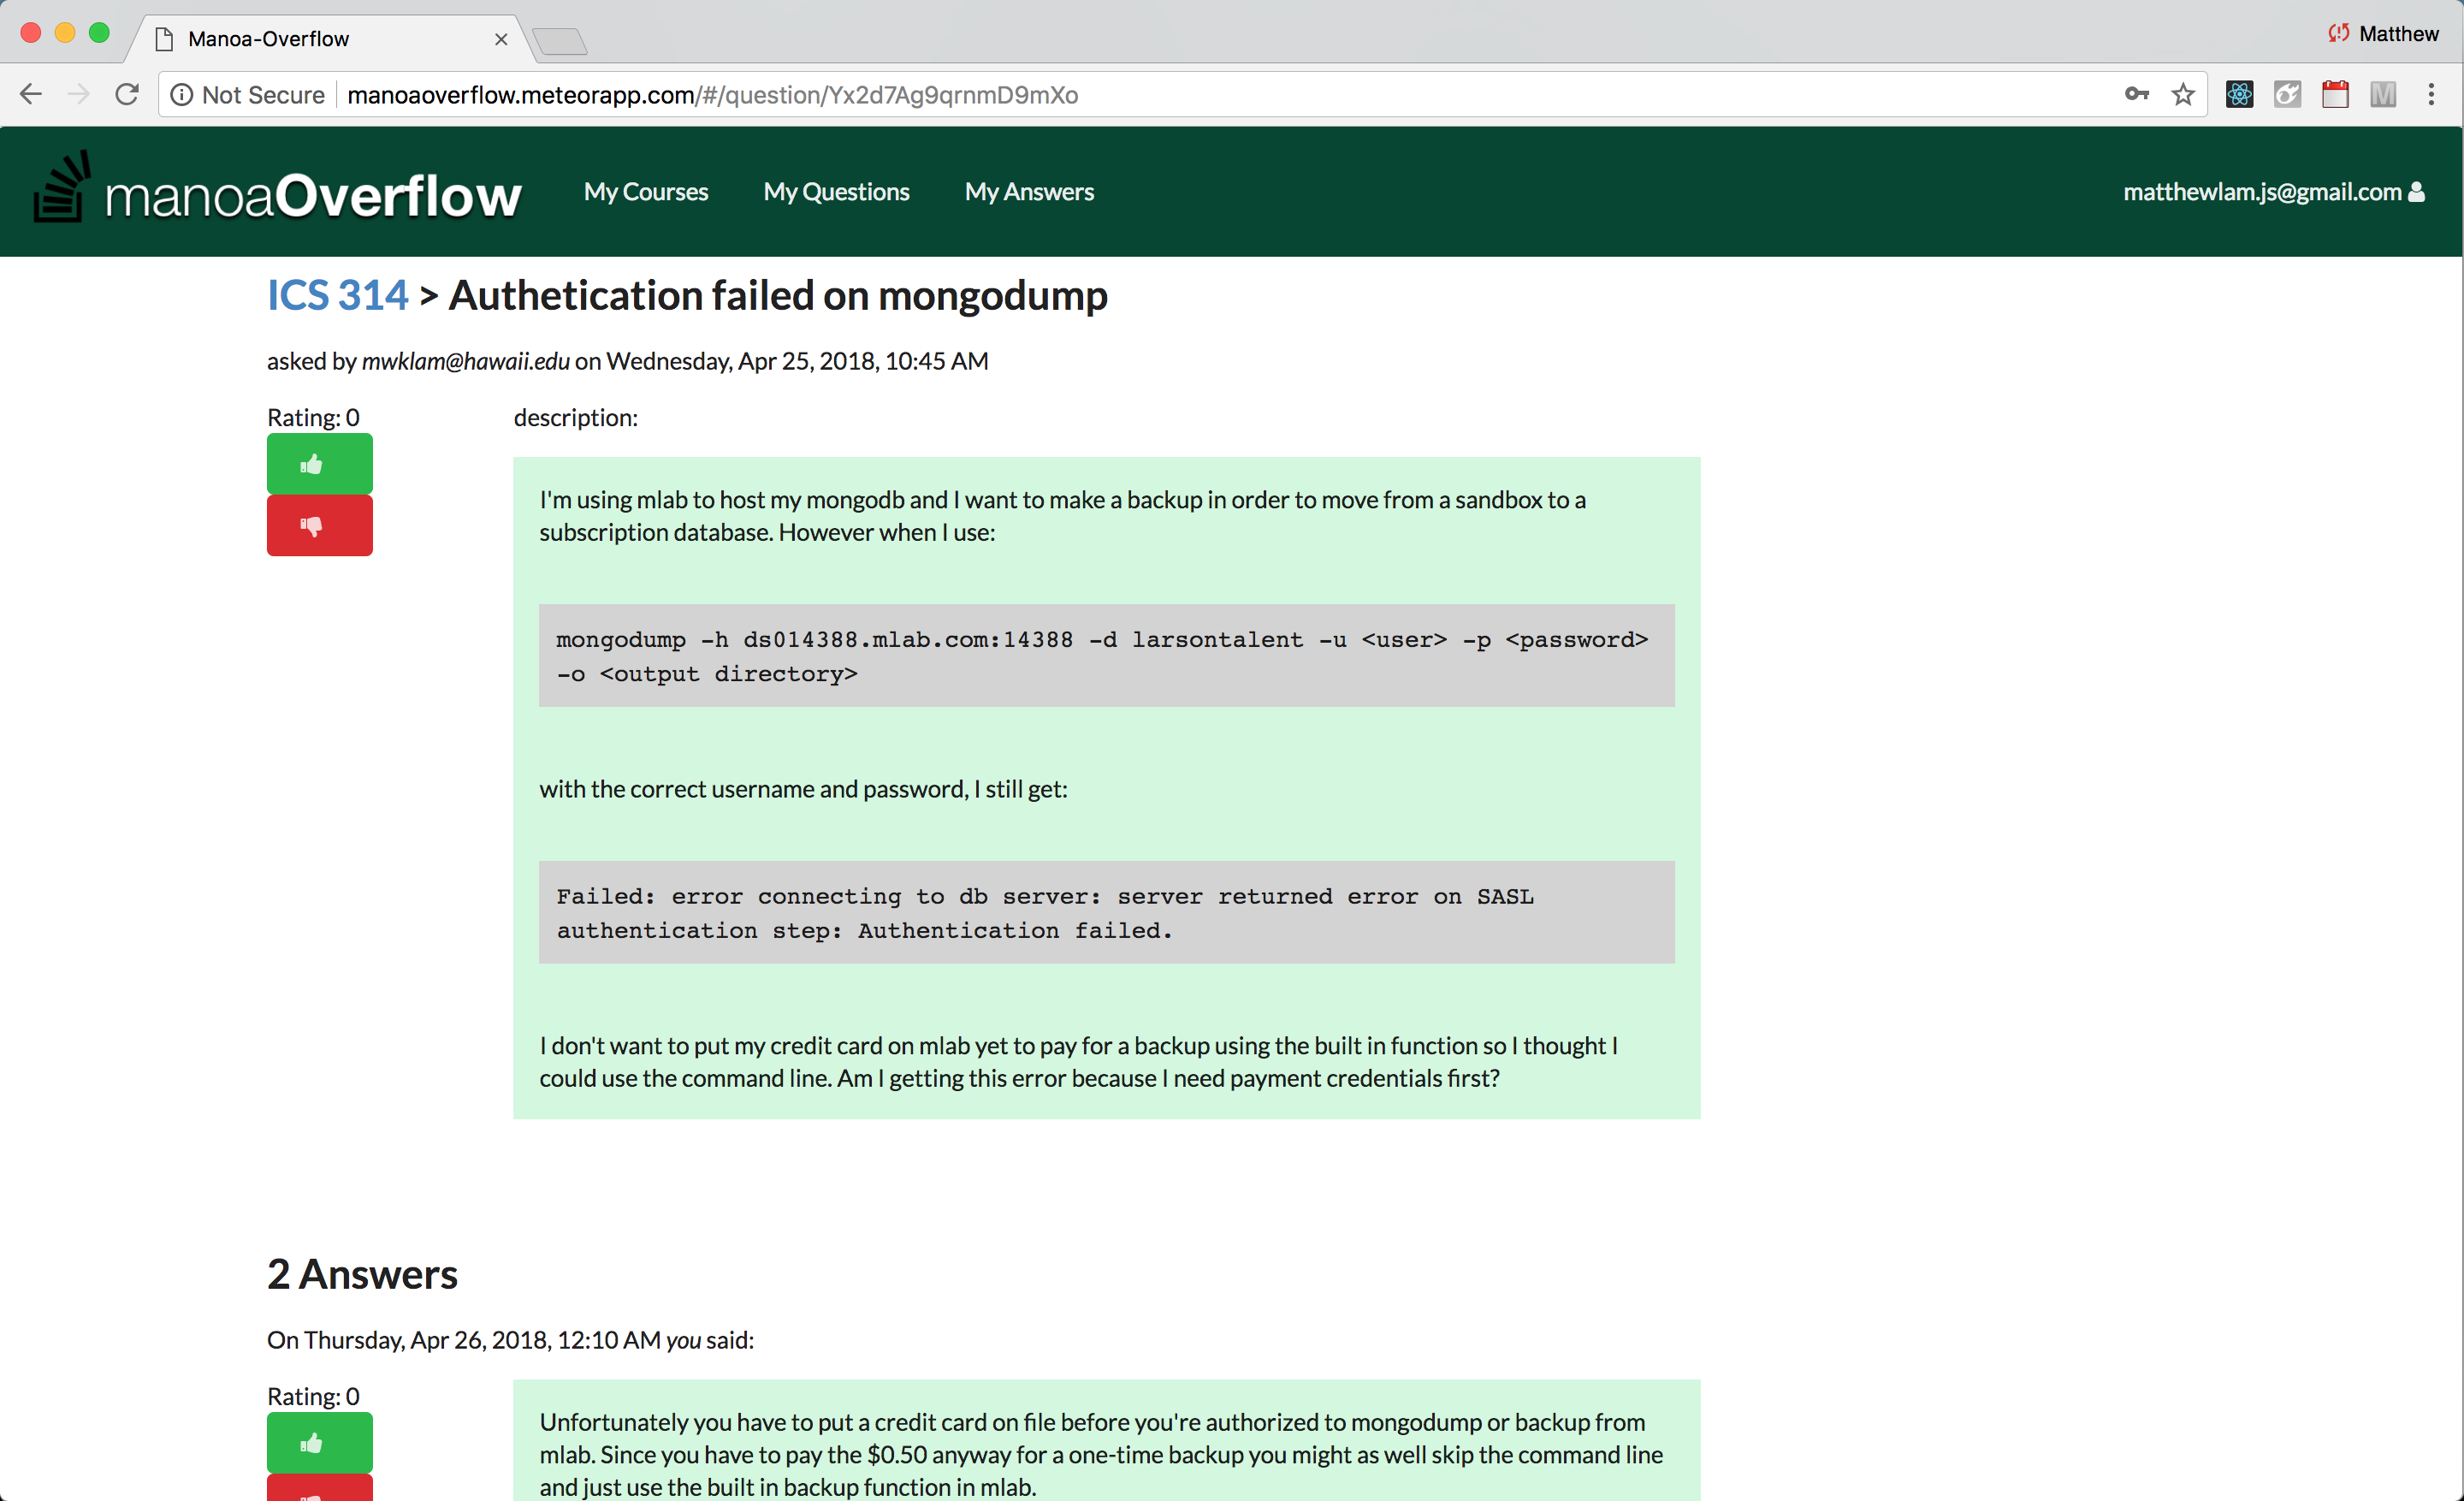 Manoa-Overflow
Matthew
Not Secure
manoaoverflow.meteorapp.com/#/question/Yx2d7Ag9qrnmD9mXo
M
manoaOverflow
My Courses
My Questions
My Answers
matthewlam.js@gmail.com
ICS 314 > Authetication failed on mongodump
asked by mwklam@hawaii.edu on Wednesday, Apr 25, 2018, 10:45 AM
Rating: 0
description:
I'm using mlab to host my mongodb and I want to make a backup in order to move from a sandbox to a
subscription database. However when I use:
mongodump -h ds014388.mlab.com:14388 -d larsontalent -u <user> -p <password>
-o <output directory>
with the correct username and password, I still get:
Failed: error connecting to db server: server returned error on SASL
authentication step: Authentication failed.
I don't want to put my credit card on mlab yet to pay for a backup using the built in function so I thought I
could use the command line. Am I getting this error because I need payment credentials first?
2 Answers
On Thursday, Apr 26, 2018, 12:10 AM you said:
Rating: 0
Unfortunately you have to put a credit card on file before you're authorized to mongodump or backup from
mlab. Since you have to pay the $0.50 anyway for a one-time backup you might as well skip the command line
and just use the built in backup function in mlab.